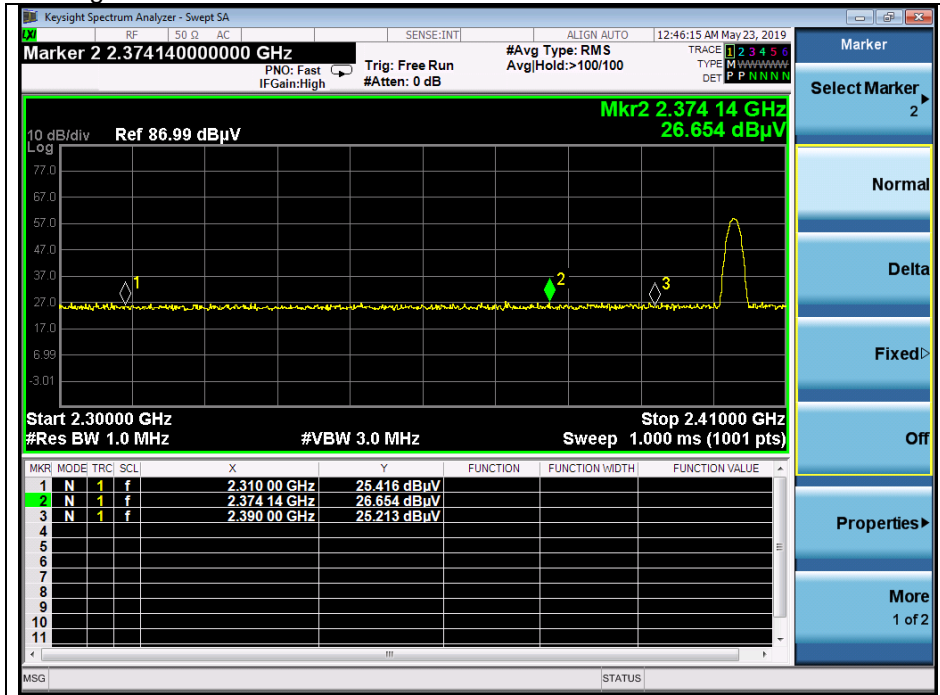 Keysight Spectrum Analyzer - Swept SA
LXI RF 50 Ω AC SENSE:INT ALIGN AUTO 12:46:15 AM May 23, 2019
Marker 2 2.374140000000 GHz
PNO: Fast
IFGain:High
Trig: Free Run
#Atten: 0 dB
#Avg Type: RMS
Avg|Hold:>100/100
TRACE 1 2 3 4 5 6
TYPE M WWWWW
DET P P N N N N
Mkr2 2.374 14 GHz
26.654 dBµV
10 dB/div Ref 86.99 dBµV
Log
77.0
67.0
57.0
47.0
37.0
27.0
17.0
6.99
-3.01
1
2
3
Start 2.30000 GHz Stop 2.41000 GHz
#Res BW 1.0 MHz #VBW 3.0 MHz Sweep 1.000 ms (1001 pts)
MKR MODE TRC SCL X Y FUNCTION FUNCTION WIDTH FUNCTION VALUE
1 N 1 f 2.310 00 GHz 25.416 dBµV
2 N 1 f 2.374 14 GHz 26.654 dBµV
3 N 1 f 2.390 00 GHz 25.213 dBµV
4
5
6
7
8
9
10
11
MSG STATUS
Marker
Select Marker
2
Normal
Delta
Fixed
Off
Properties
More
1 of 2